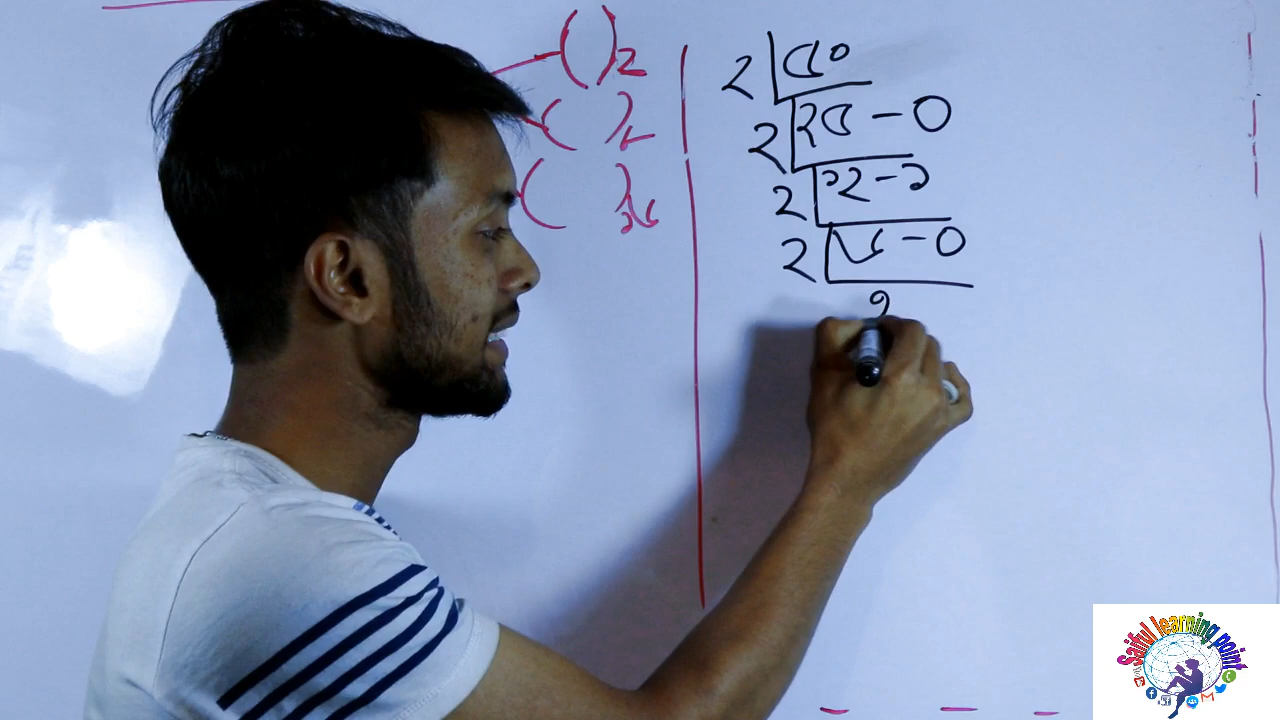 ( )২
( )৮
( )১৬
২ ৫০
২ ২৫ – ০
২ ১২ – ১
২ ৬ – ০
Saiful learning point